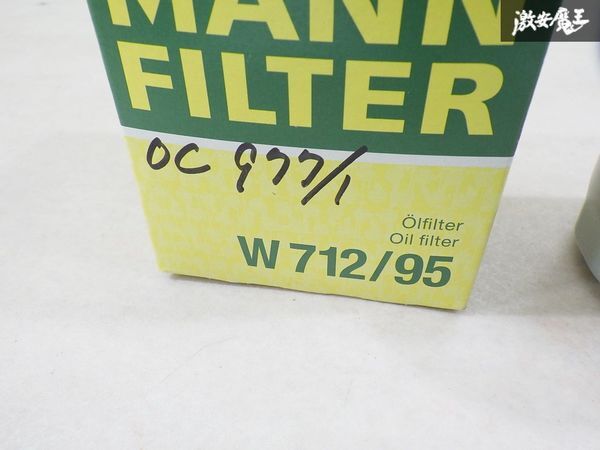 激安魔王
MANN
FILTER
OC 977/1
Ölfilter
Oil filter
W 712/95